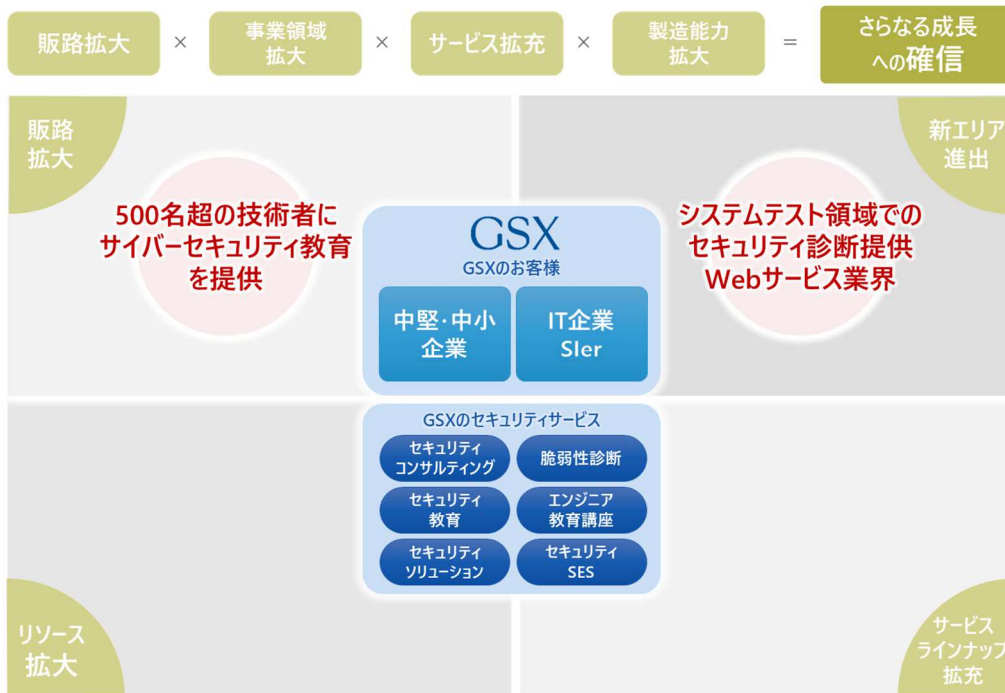 販路拡大
×
事業領域
拡大
×
サービス拡充
×
製造能力
拡大
=
さらなる成長
への確信
販路
拡大
新エリア
進出
500名超の技術者に
サイバーセキュリティ教育
を提供
システムテスト領域での
セキュリティ診断提供
Webサービス業界
GSX
GSXのお客様
中堅・中小
企業
IT企業
SIer
GSXのセキュリティサービス
セキュリティ
コンサルティング
脆弱性診断
セキュリティ
教育
エンジニア
教育講座
セキュリティ
ソリューション
セキュリティ
SES
リソース
拡大
サービス
ラインナップ
拡充